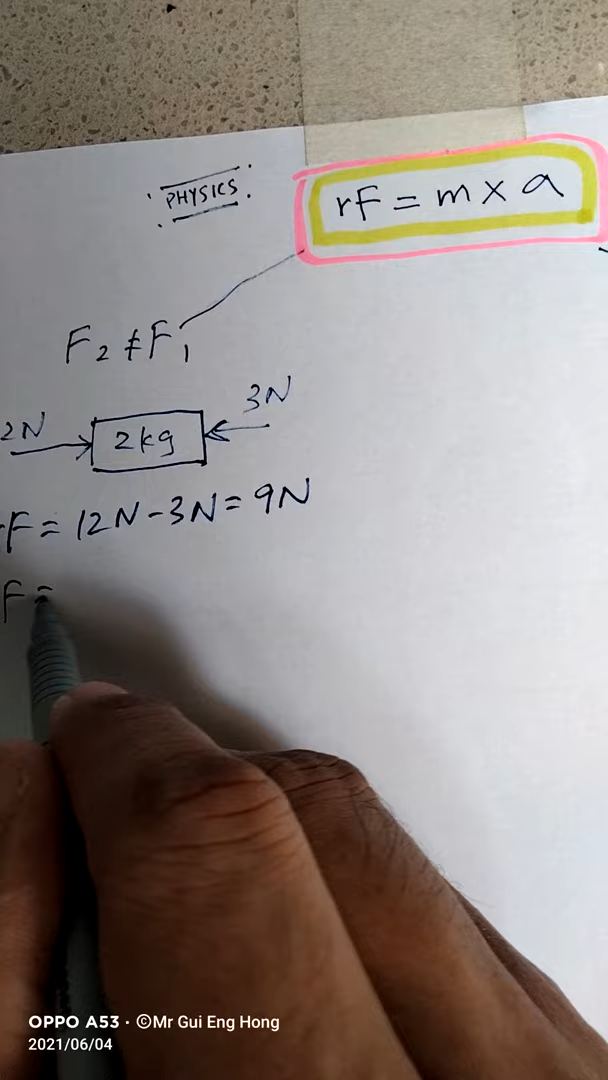 PHYSICS
rF = m x a
F₂ ≠ F₁
2N
2kg
3N
F = 12N - 3N = 9N
F =
OPPO A53 · ©Mr Gui Eng Hong
2021/06/04